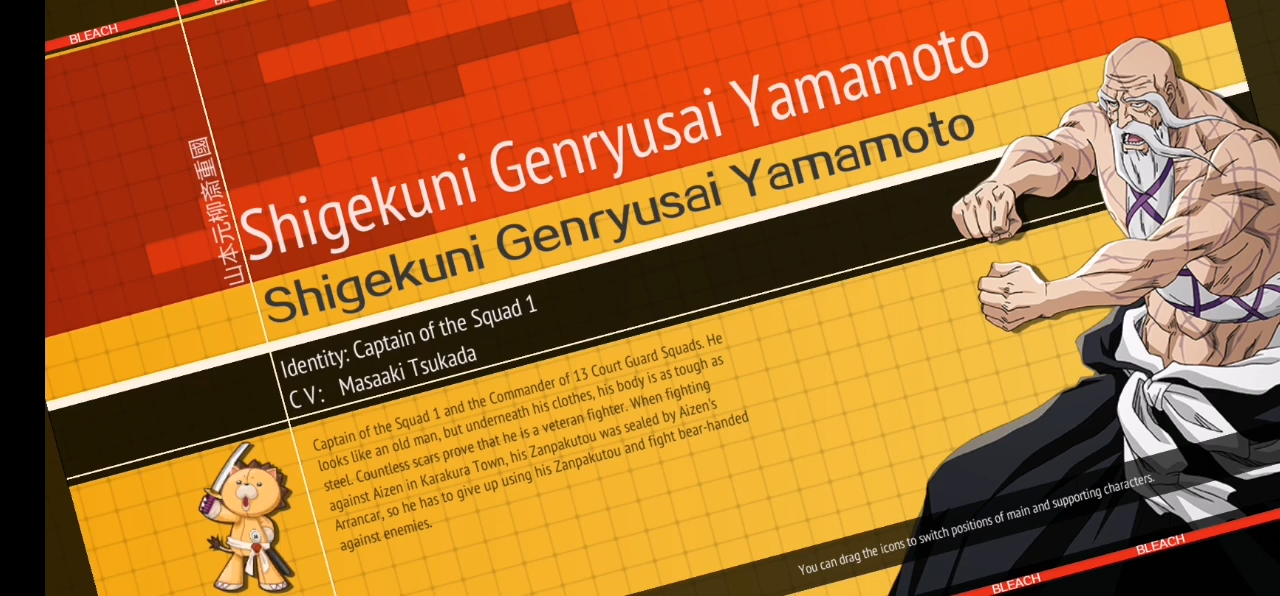 BLEACH
山本元柳斎重國
Shigekuni Genryusai Yamamoto
Shigekuni Genryusai Yamamoto
Identity: Captain of the Squad 1
CV: Masaaki Tsukada
Captain of the Squad 1 and the Commander of 13 Court Guard Squads. He
looks like an old man, but underneath his clothes, his body is as tough as
steel. Countless scars prove that he is a veteran fighter. When fighting
against Aizen in Karakura Town, his Zanpakutou was sealed by Aizen's
Arrancar, so he has to give up using his Zanpakutou and fight bear-handed
against enemies.
You can drag the icons to switch positions of main and supporting characters.
BLEACH
BLEACH